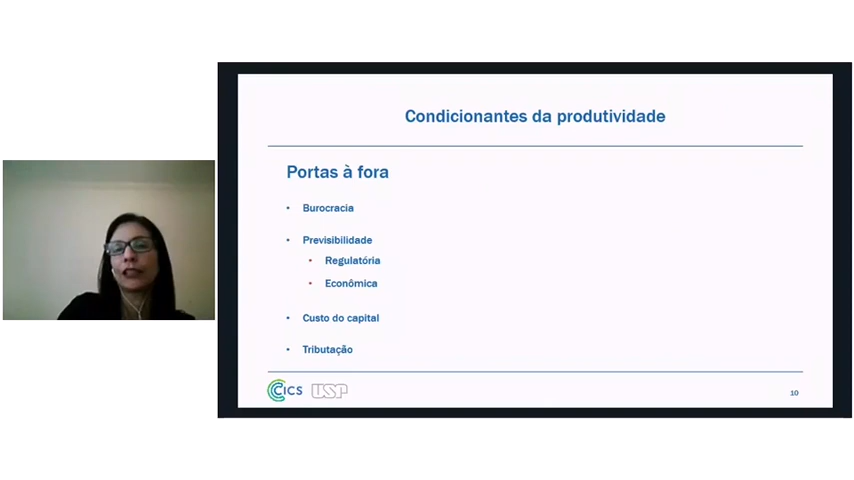 Condicionantes da produtividade
Portas à fora
• Burocracia
• Previsibilidade
• Regulatória
• Econômica
• Custo do capital
• Tributação
CICS USP
10